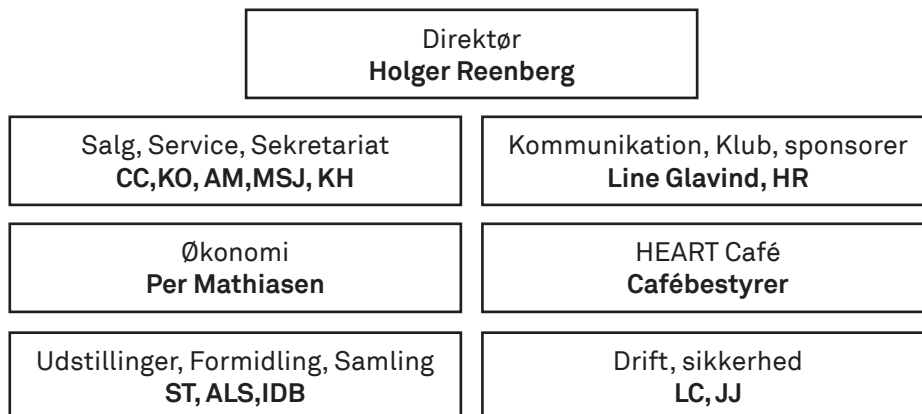 Direktør
Holger Reenberg
Salg, Service, Sekretariat
CC,KO, AM,MSJ, KH
Kommunikation, Klub, sponsorer
Line Glavind, HR
Økonomi
Per Mathiasen
HEART Café
Cafébestyrer
Udstillinger, Formidling, Samling
ST, ALS,IDB
Drift, sikkerhed
LC, JJ